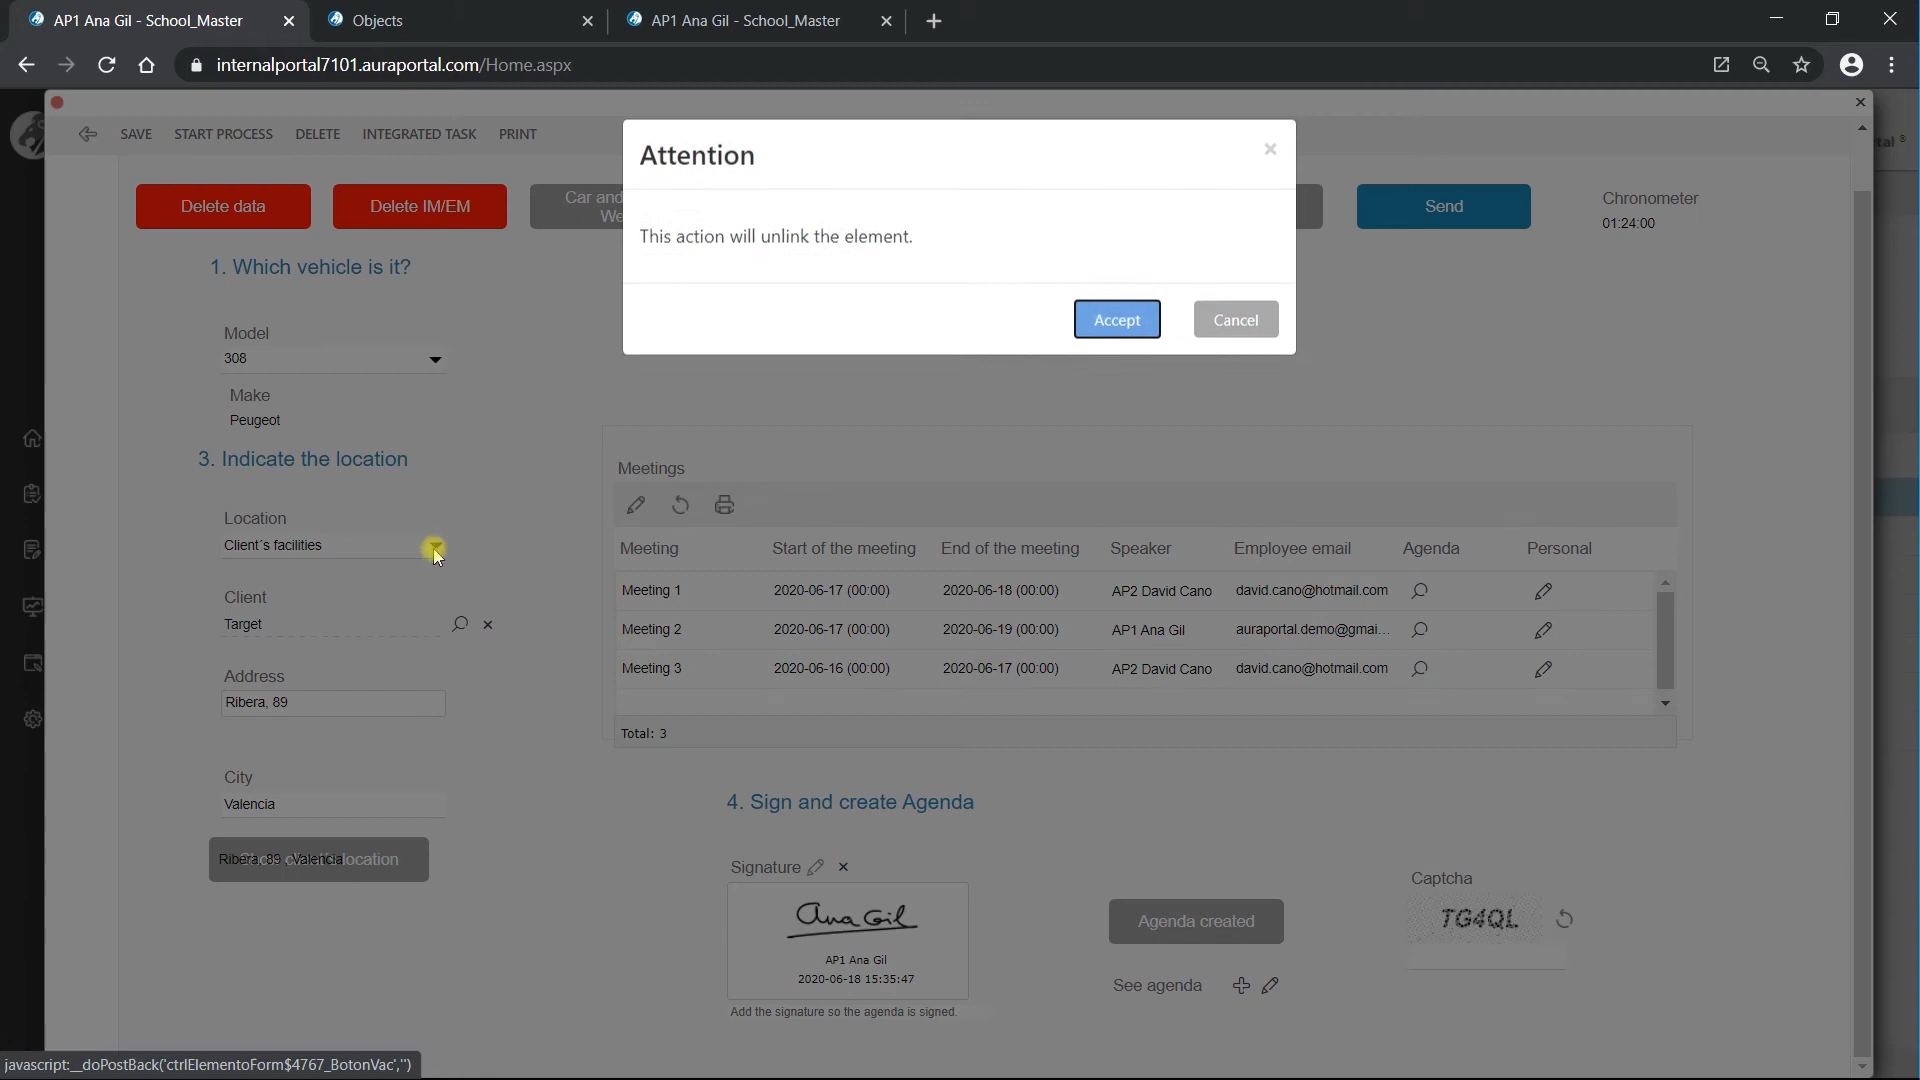 AP1 Ana Gil - School_Master
Objects
AP1 Ana Gil - School_Master
internalportal7101.auraportal.com/Home.aspx
SAVE START PROCESS DELETE INTEGRATED TASK PRINT
tal ®
Attention
This action will unlink the element.
Accept Cancel
Delete data Delete IM/EM Car and We Send
Chronometer
01:24:00
1. Which vehicle is it?
Model
308
Make
Peugeot
3. Indicate the location
Location
Client´s facilities
Client
Target
Address
Ribera, 89
City
Valencia
Ribera, 89 , Valencia
location
Meetings
Meeting Start of the meeting End of the meeting Speaker Employee email Agenda Personal
Meeting 1 2020-06-17 (00:00) 2020-06-18 (00:00) AP2 David Cano david.cano@hotmail.com
Meeting 2 2020-06-17 (00:00) 2020-06-19 (00:00) AP1 Ana Gil auraportal.demo@gmai...
Meeting 3 2020-06-16 (00:00) 2020-06-17 (00:00) AP2 David Cano david.cano@hotmail.com
Total: 3
4. Sign and create Agenda
Signature
Ana Gil
AP1 Ana Gil
2020-06-18 15:35:47
Add the signature so the agenda is signed.
Agenda created
See agenda
Captcha
TG4QL
javascript:__doPostBack('ctrlElementoForm$4767_BotonVac','')